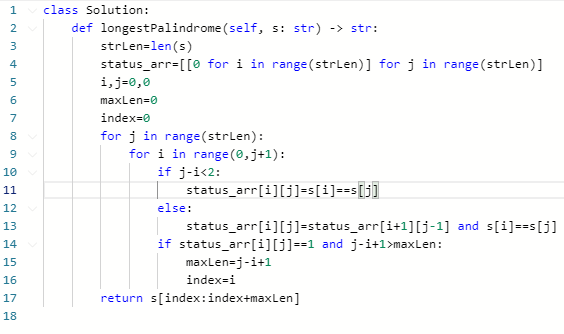 1 class Solution:
2     def longestPalindrome(self, s: str) -> str:
3         strLen=len(s)
4         status_arr=[[0 for i in range(strLen)] for j in range(strLen)]
5         i,j=0,0
6         maxLen=0
7         index=0
8         for j in range(strLen):
9             for i in range(0,j+1):
10                 if j-i<2:
11                     status_arr[i][j]=s[i]==s[j]
12                 else:
13                     status_arr[i][j]=status_arr[i+1][j-1] and s[i]==s[j]
14                 if status_arr[i][j]==1 and j-i+1>maxLen:
15                     maxLen=j-i+1
16                     index=i
17         return s[index:index+maxLen]
18